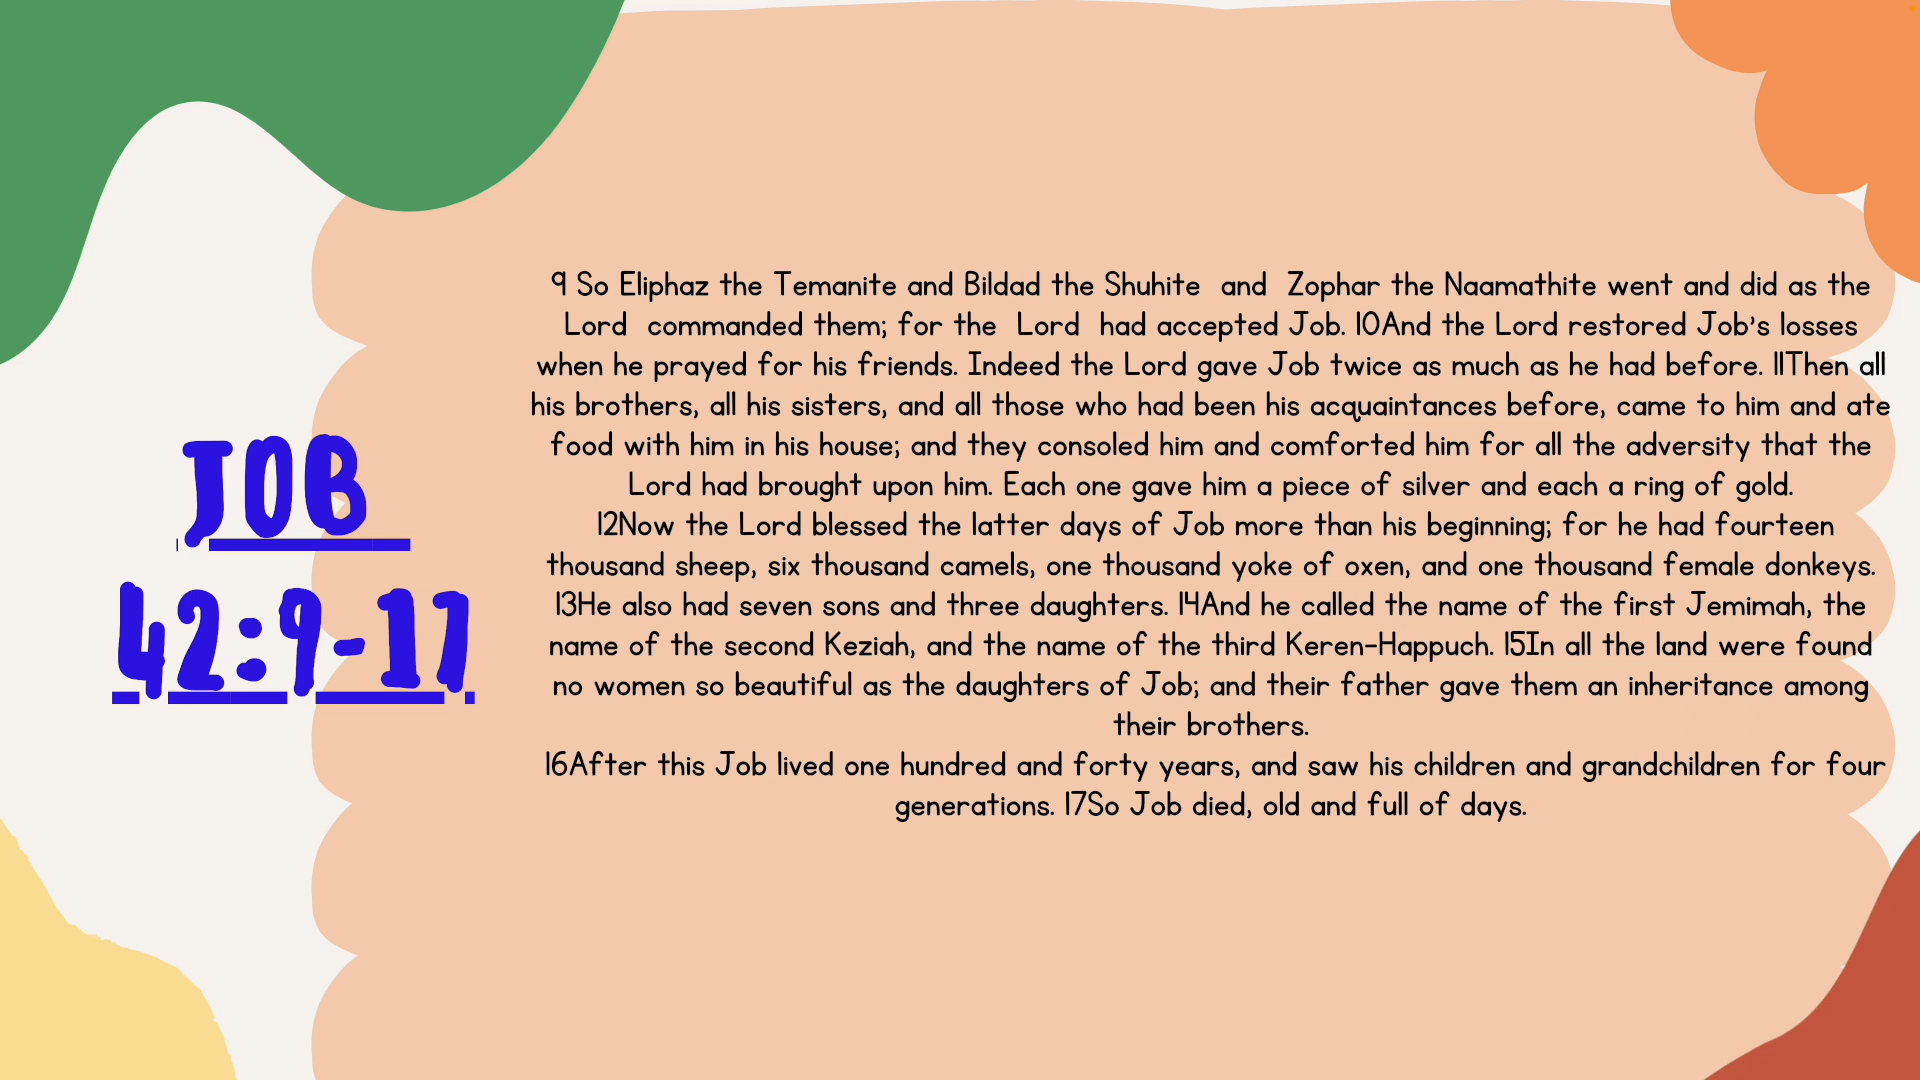 JOB
42:9-17
9 So Eliphaz the Temanite and Bildad the Shuhite and Zophar the Naamathite went and did as the
Lord commanded them; for the Lord had accepted Job. 10And the Lord restored Job's losses
when he prayed for his friends. Indeed the Lord gave Job twice as much as he had before. 11Then all
his brothers, all his sisters, and all those who had been his acquaintances before, came to him and ate
food with him in his house; and they consoled him and comforted him for all the adversity that the
Lord had brought upon him. Each one gave him a piece of silver and each a ring of gold.
12Now the Lord blessed the latter days of Job more than his beginning; for he had fourteen
thousand sheep, six thousand camels, one thousand yoke of oxen, and one thousand female donkeys.
13He also had seven sons and three daughters. 14And he called the name of the first Jemimah, the
name of the second Keziah, and the name of the third Keren-Happuch. 15In all the land were found
no women so beautiful as the daughters of Job; and their father gave them an inheritance among
their brothers.
16After this Job lived one hundred and forty years, and saw his children and grandchildren for four
generations. 17So Job died, old and full of days.